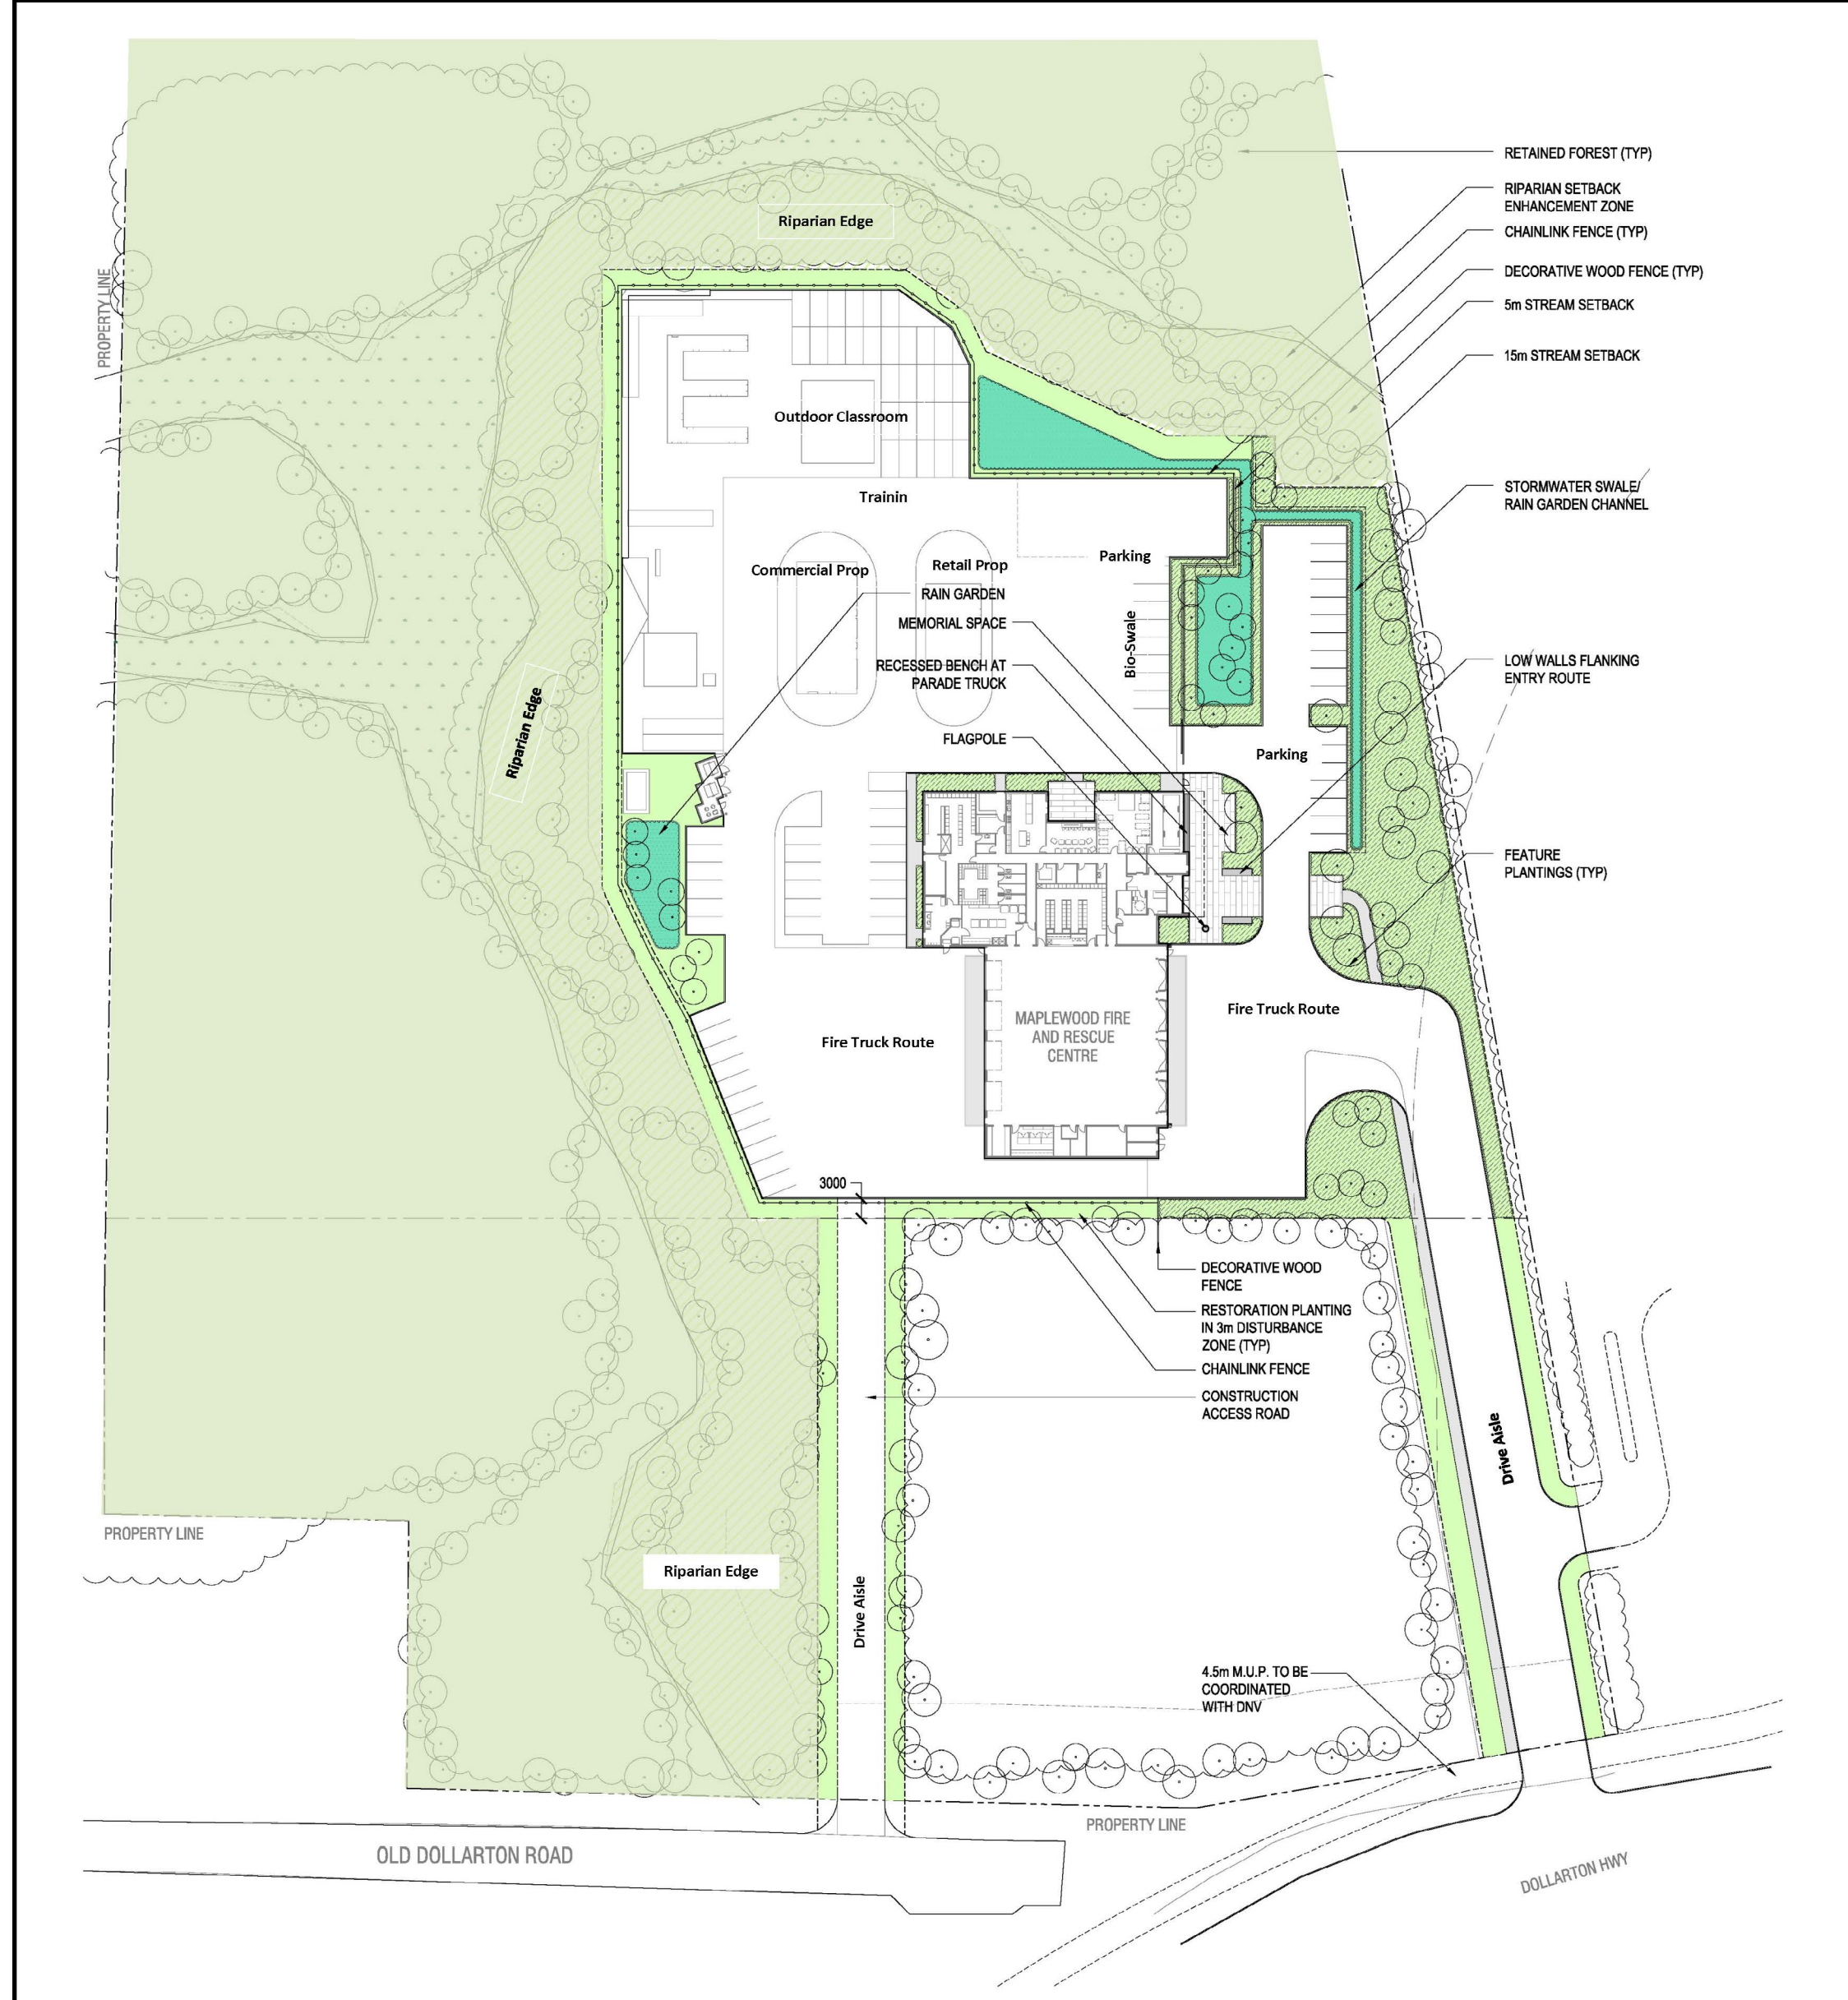 RETAINED FOREST (TYP)
RIPARIAN SETBACK
ENHANCEMENT ZONE
CHAINLINK FENCE (TYP)
DECORATIVE WOOD FENCE (TYP)
5m STREAM SETBACK
15m STREAM SETBACK
Riparian Edge
PROPERTY LINE
Outdoor Classroom
Trainin
STORMWATER SWALE/
RAIN GARDEN CHANNEL
Parking
Commercial Prop
Retail Prop
RAIN GARDEN
MEMORIAL SPACE
Bio-Swale
RECESSED BENCH AT
PARADE TRUCK
LOW WALLS FLANKING
ENTRY ROUTE
Riparian Edge
FLAGPOLE
Parking
FEATURE
PLANTINGS (TYP)
Fire Truck Route
MAPLEWOOD FIRE
AND RESCUE
CENTRE
Fire Truck Route
3000
DECORATIVE WOOD
FENCE
RESTORATION PLANTING
IN 3m DISTURBANCE
ZONE (TYP)
CHAINLINK FENCE
CONSTRUCTION
ACCESS ROAD
Drive Aisle
PROPERTY LINE
Riparian Edge
Drive Aisle
4.5m M.U.P. TO BE
COORDINATED
WITH DNV
PROPERTY LINE
OLD DOLLARTON ROAD
DOLLARTON HWY